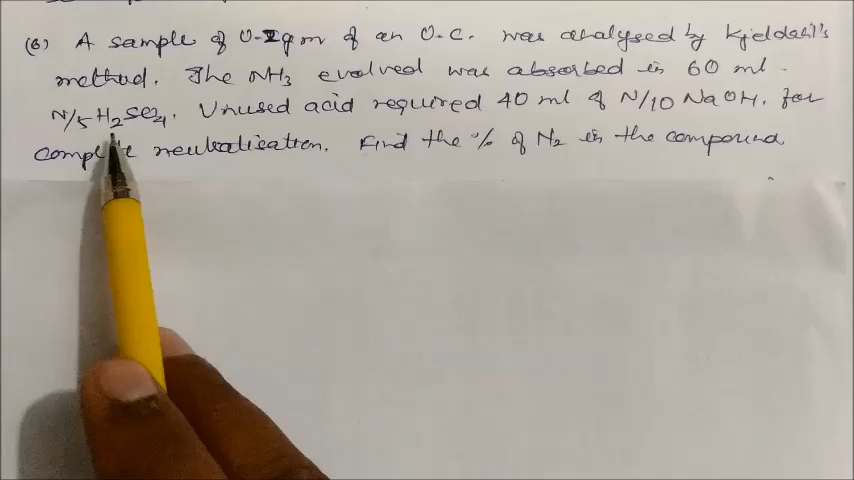 (6) A sample of 0.2gm of an O.C. was analysed by Kjeldahl's
method. The NH3 evolved was absorbed in 60 ml.
N/5 H2SO4. Unused acid required 40 ml of N/10 NaOH. for
complete neutralisation. Find the % of N2 in the compound